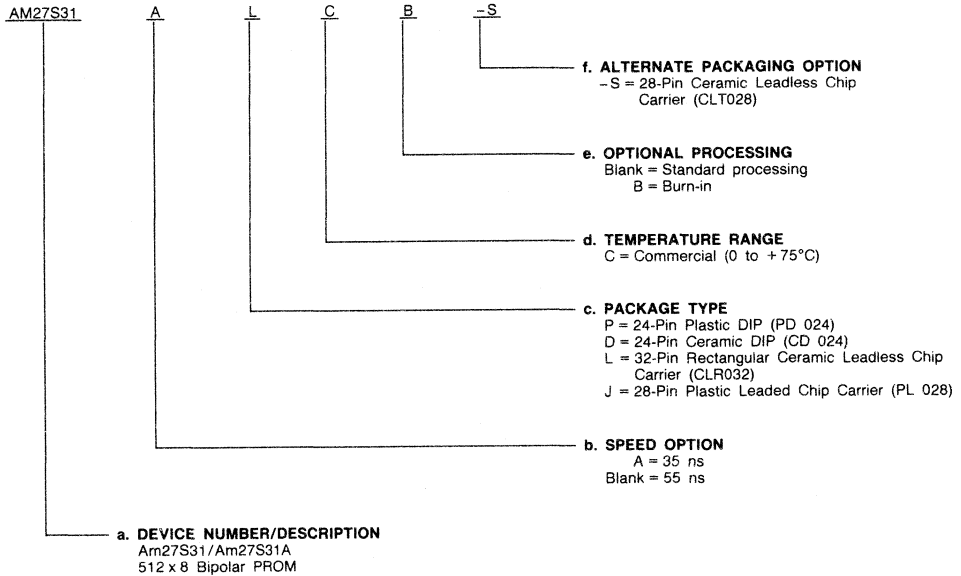 AM27S31 A L C B -S
f. ALTERNATE PACKAGING OPTION
-S = 28-Pin Ceramic Leadless Chip
Carrier (CLT028)
e. OPTIONAL PROCESSING
Blank = Standard processing
B = Burn-in
d. TEMPERATURE RANGE
C = Commercial (0 to +75°C)
c. PACKAGE TYPE
P = 24-Pin Plastic DIP (PD 024)
D = 24-Pin Ceramic DIP (CD 024)
L = 32-Pin Rectangular Ceramic Leadless Chip
Carrier (CLR032)
J = 28-Pin Plastic Leaded Chip Carrier (PL 028)
b. SPEED OPTION
A = 35 ns
Blank = 55 ns
a. DEVICE NUMBER/DESCRIPTION
Am27S31/Am27S31A
512 x 8 Bipolar PROM